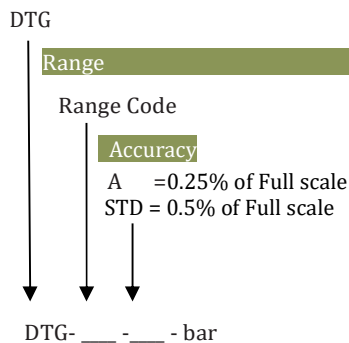 DTG
Range
Range Code
Accuracy
A =0.25% of Full scale
STD = 0.5% of Full scale
DTG- ___ -___ - bar